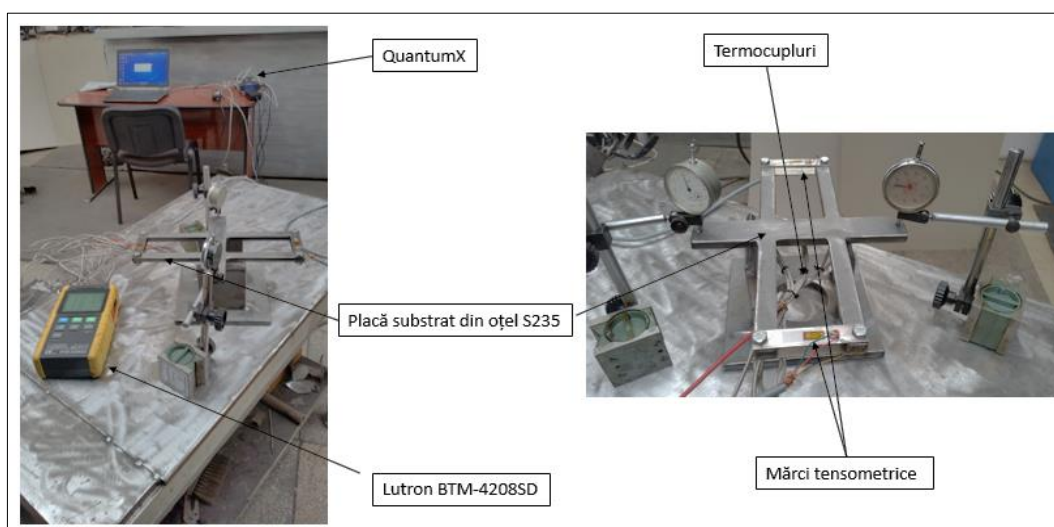 QuantumX
Termocupluri
Placă substrat din oțel S235
Lutron BTM-4208SD
Mărci tensometrice